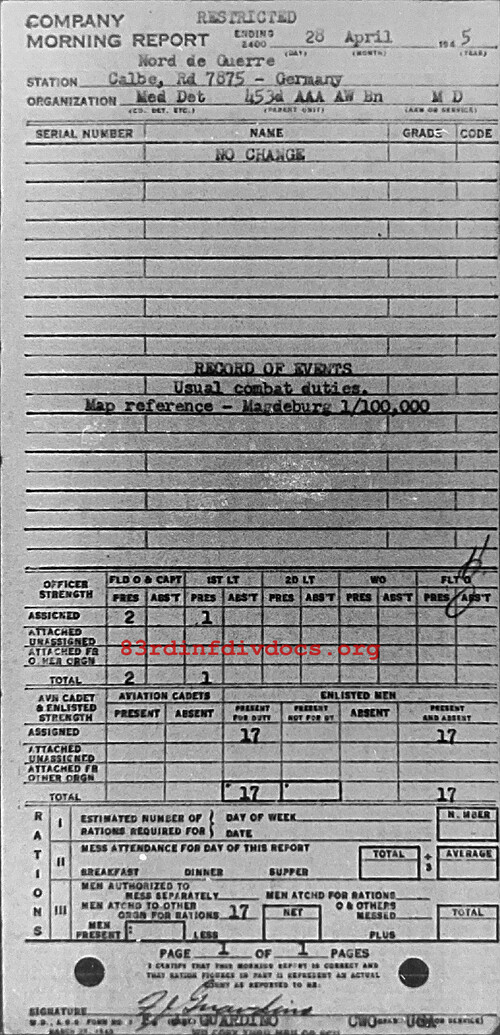 COMPANY RESTRICTED
MORNING REPORT ENDING 2400 28 April 1945
(DAY) (MONTH) (YEAR)
Nord de Guerre
STATION Calbe, Rd 7875 - Germany
ORGANIZATION Med Det 453d AAA AW Bn M D
(CO. DET. ETC.) (PARENT UNIT) (ARM OR SERVICE)
SERIAL NUMBER NAME GRADE CODE
NO CHANGE
RECORD OF EVENTS
Usual combat duties.
Map reference - Magdeburg 1/100,000
OFFICER STRENGTH FLD O & CAPT 1ST LT 2D LT WO FLT O
PRES ABS'T PRES ABS'T PRES ABS'T PRES ABS'T PRES ABS'T
ASSIGNED 2 1
ATTACHED UNASSIGNED
ATTACHED FR OTHER ORGN
83rdinfdivdocs.org
TOTAL 2 1
AVN CADET & ENLISTED STRENGTH AVIATION CADETS ENLISTED MEN
PRESENT ABSENT PRESENT FOR DUTY PRESENT NOT FOR DY ABSENT PRESENT AND ABSENT
ASSIGNED 17 17
ATTACHED UNASSIGNED
ATTACHED FR OTHER ORGN
TOTAL 17 17
RATIONS
I ESTIMATED NUMBER OF RATIONS REQUIRED FOR DAY OF WEEK DATE NUMBER
II MESS ATTENDANCE FOR DAY OF THIS REPORT TOTAL ÷ 3 AVERAGE
BREAKFAST DINNER SUPPER
III MEN AUTHORIZED TO MESS SEPARATELY MEN ATCHD FOR RATIONS
MEN ATCHD TO OTHER ORGN FOR RATIONS 17 NET O & OTHERS MESSED TOTAL
MEN PRESENT LESS PLUS
PAGE 1 OF 1 PAGES
I CERTIFY THAT THIS MORNING REPORT IS CORRECT AND
THAT RATION FIGURES IN PART II REPRESENT AN ACTUAL
COUNT AS REPORTED TO ME:
SIGNATURE GUARDINO CWO USA
W.D., A.G.O. FORM NO. 1
MARCH